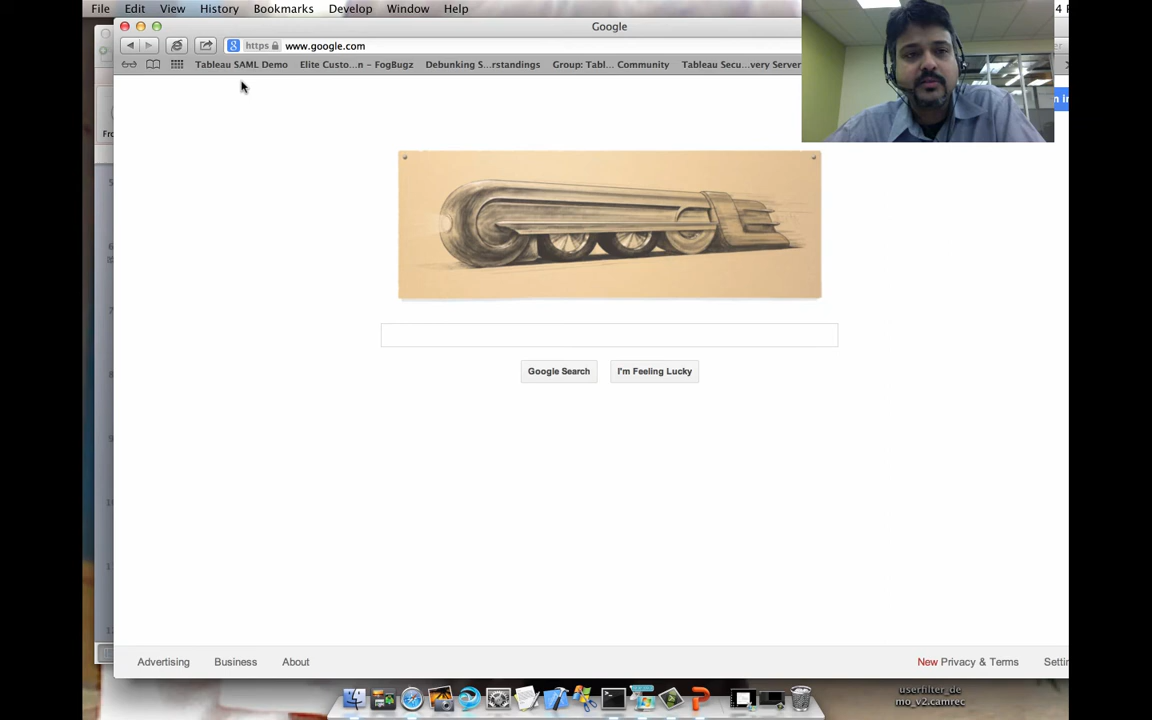 File Edit View History Bookmarks Develop Window Help
Google
https www.google.com
Tableau SAML Demo Elite Custo...n – FogBugz Debunking S...rstandings Group: Tabl... Community Tableau Secu...very Server
Google Search I'm Feeling Lucky
Advertising Business About New Privacy & Terms Setti
userfilter_de
mo_v2.camrec